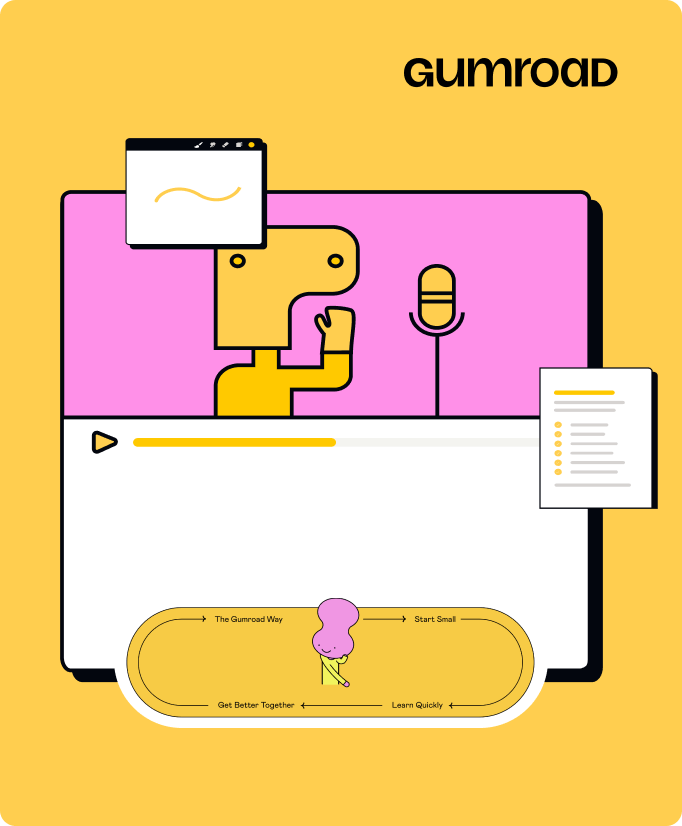 Gumroad
The Gumroad Way
Start Small
Get Better Together
Learn Quickly